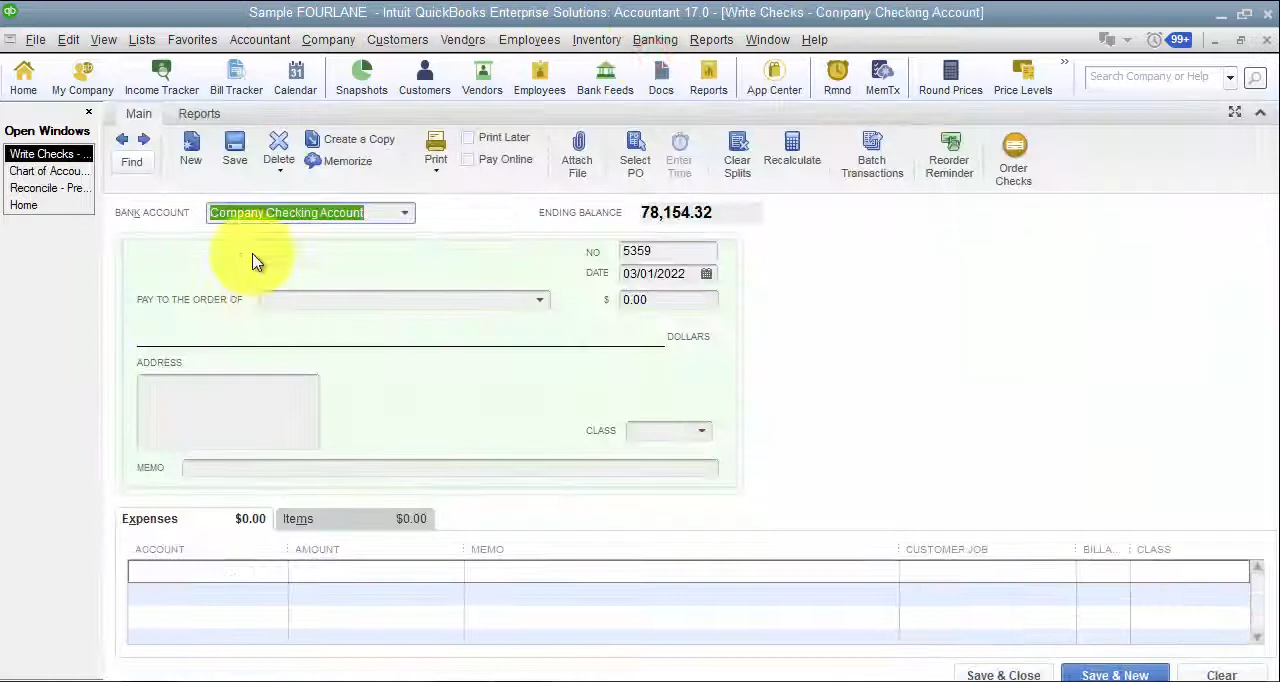 Sample FOURLANE - Intuit QuickBooks Enterprise Solutions: Accountant 17.0 - [Write Checks - Company Checking Account]
File Edit View Lists Favorites Accountant Company Customers Vendors Employees Inventory Banking Reports Window Help 99+
Home My Company Income Tracker Bill Tracker Calendar Snapshots Customers Vendors Employees Bank Feeds Docs Reports App Center Rmnd MemTx Round Prices Price Levels » Search Company or Help
Open Windows
Write Checks - ...
Chart of Accou...
Reconcile - Pre...
Home
Main Reports
Find New Save Delete Create a Copy
Memorize
Print Print Later
Pay Online
Attach File Select PO Enter Time Clear Splits Recalculate Batch Transactions Reorder Reminder Order Checks
BANK ACCOUNT Company Checking Account ENDING BALANCE 78,154.32
NO 5359
DATE 03/01/2022
PAY TO THE ORDER OF $ 0.00
DOLLARS
ADDRESS
CLASS
MEMO
Expenses $0.00 Items $0.00
ACCOUNT AMOUNT MEMO CUSTOMER:JOB BILLA... CLASS
Save & Close Save & New Clear